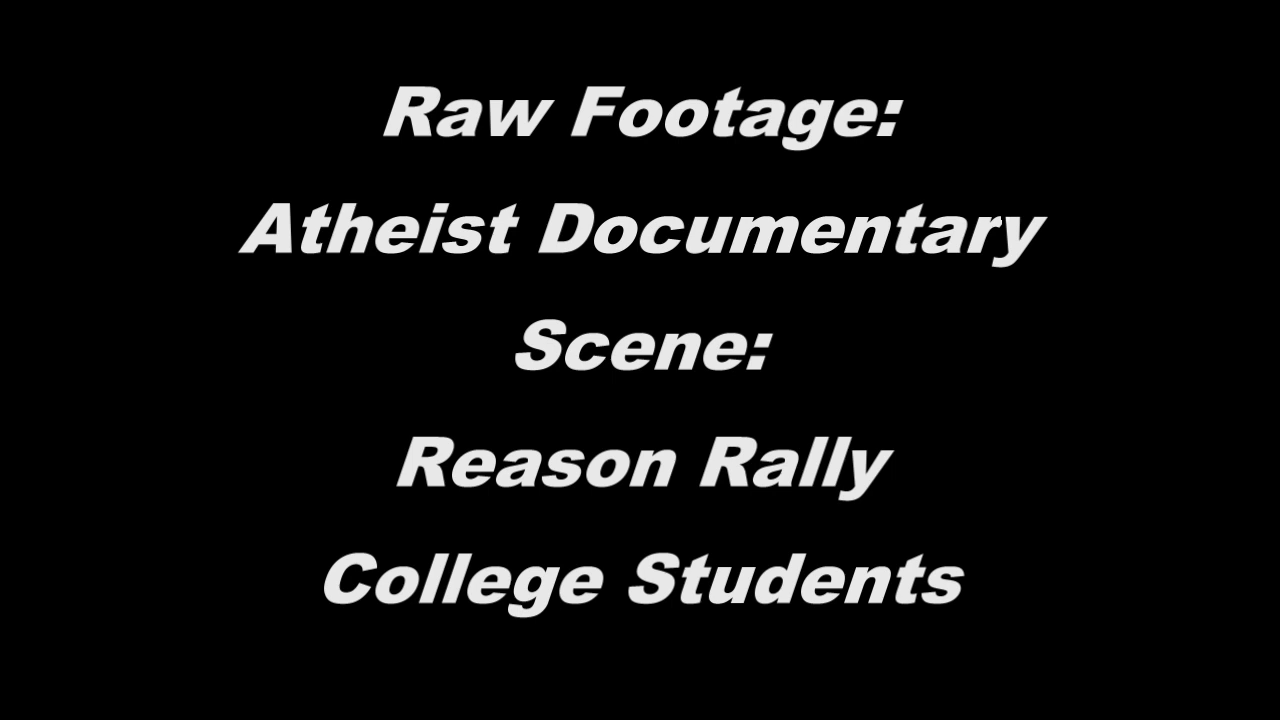 Raw Footage:
Atheist Documentary
Scene:
Reason Rally
College Students